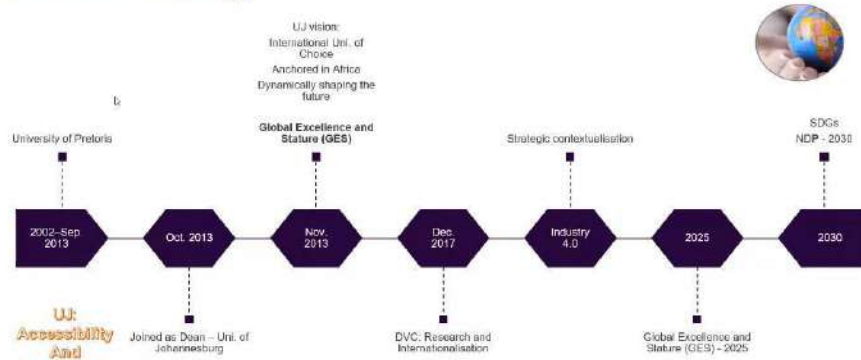 UJ vision:
International Uni. of
Choice
Anchored in Africa
Dynamically shaping the
future
Global Excellence and
Stature (GES)
University of Pretoria
Strategic contextualisation
SDGs
NDP - 2030
2002–Sep
2013
Oct. 2013
Nov.
2013
Dec.
2017
Industry
4.0
2025
2030
UJ:
Accessibility
And
Joined as Dean – Uni. of
Johannesburg
DVC: Research and
Internationalisation
Global Excellence and
Stature (GES) - 2025